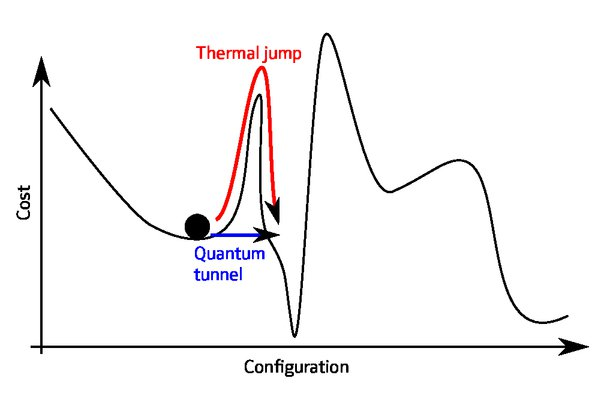 Thermal jump
Cost
Quantum
tunnel
Configuration